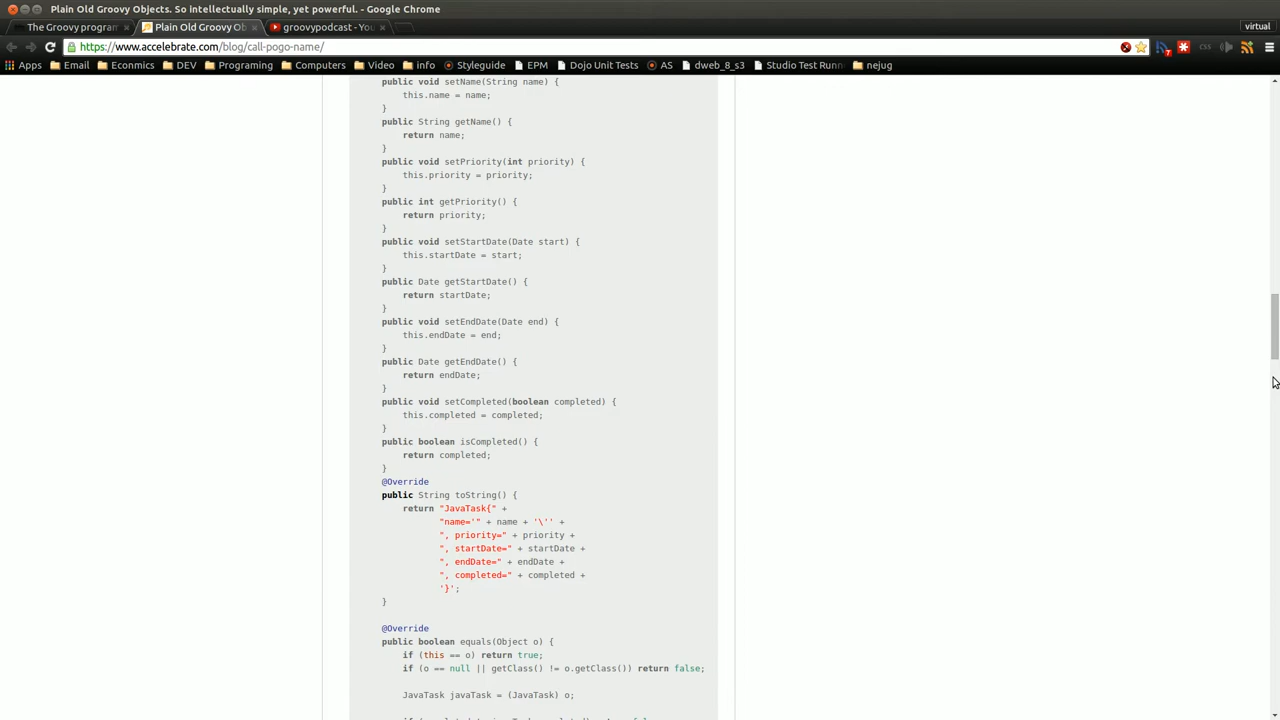 Plain Old Groovy Objects. So intellectually simple, yet powerful. - Google Chrome
The Groovy program
Plain Old Groovy Ob
groovypodcast - You
virtual
https://www.accelebrate.com/blog/call-pogo-name/
Apps Email Econmics DEV Programing Computers Video info Styleguide EPM Dojo Unit Tests AS dweb_8_s3 Studio Test Runn nejug
public void setName(String name) {
this.name = name;
}
public String getName() {
return name;
}
public void setPriority(int priority) {
this.priority = priority;
}
public int getPriority() {
return priority;
}
public void setStartDate(Date start) {
this.startDate = start;
}
public Date getStartDate() {
return startDate;
}
public void setEndDate(Date end) {
this.endDate = end;
}
public Date getEndDate() {
return endDate;
}
public void setCompleted(boolean completed) {
this.completed = completed;
}
public boolean isCompleted() {
return completed;
}
@Override
public String toString() {
return "JavaTask{" +
"name='" + name + '\'' +
", priority=" + priority +
", startDate=" + startDate +
", endDate=" + endDate +
", completed=" + completed +
'}';
}
@Override
public boolean equals(Object o) {
if (this == o) return true;
if (o == null || getClass() != o.getClass()) return false;
JavaTask javaTask = (JavaTask) o;